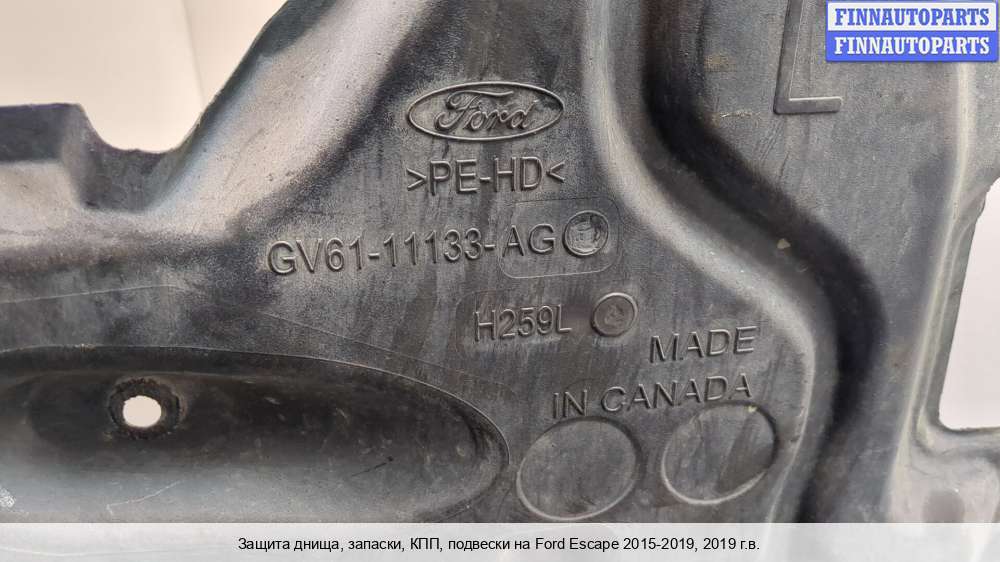 FINNAUTOPARTS
FINNAUTOPARTS
L
Ford
>PE-HD<
GV61-11133-AG
H259L
MADE
IN CANADA
Защита днища, запаски, КПП, подвески на Ford Escape 2015-2019, 2019 г.в.